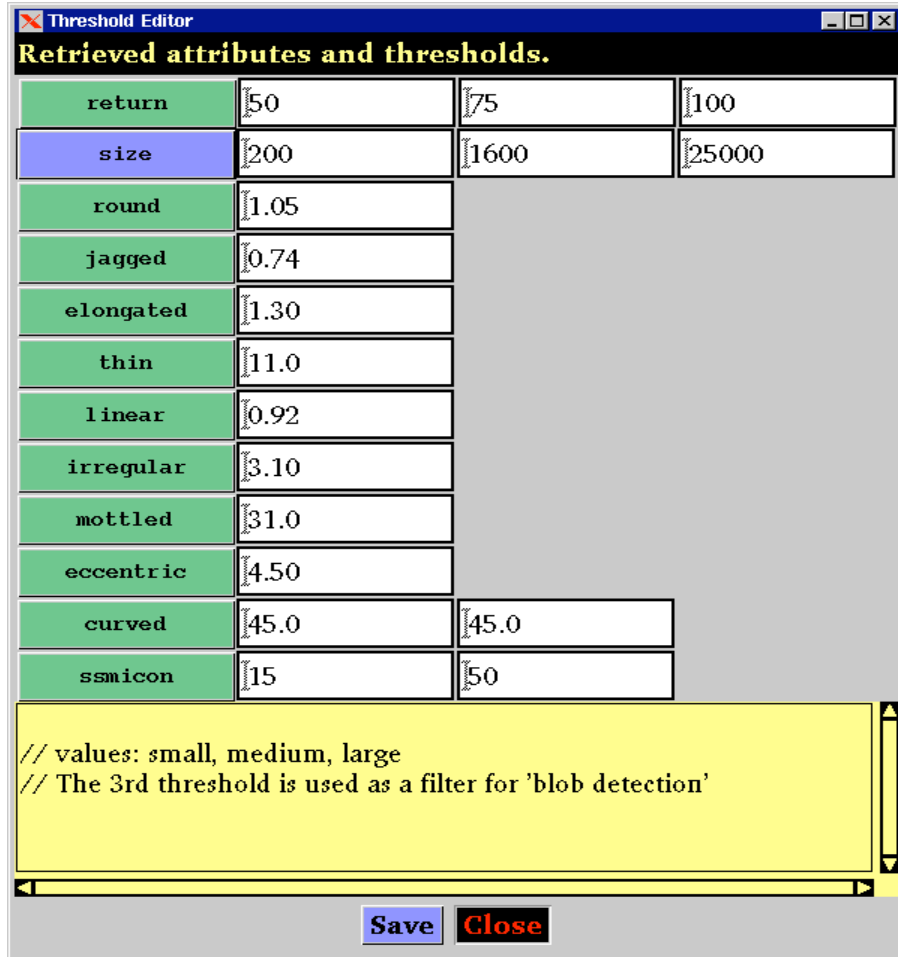 Threshold Editor
Retrieved attributes and thresholds.
return 50 75 100
size 200 1600 25000
round 1.05
jagged 0.74
elongated 1.30
thin 11.0
linear 0.92
irregular 3.10
mottled 31.0
eccentric 4.50
curved 45.0 45.0
ssmicon 15 50
// values: small, medium, large
// The 3rd threshold is used as a filter for 'blob detection'
Save Close